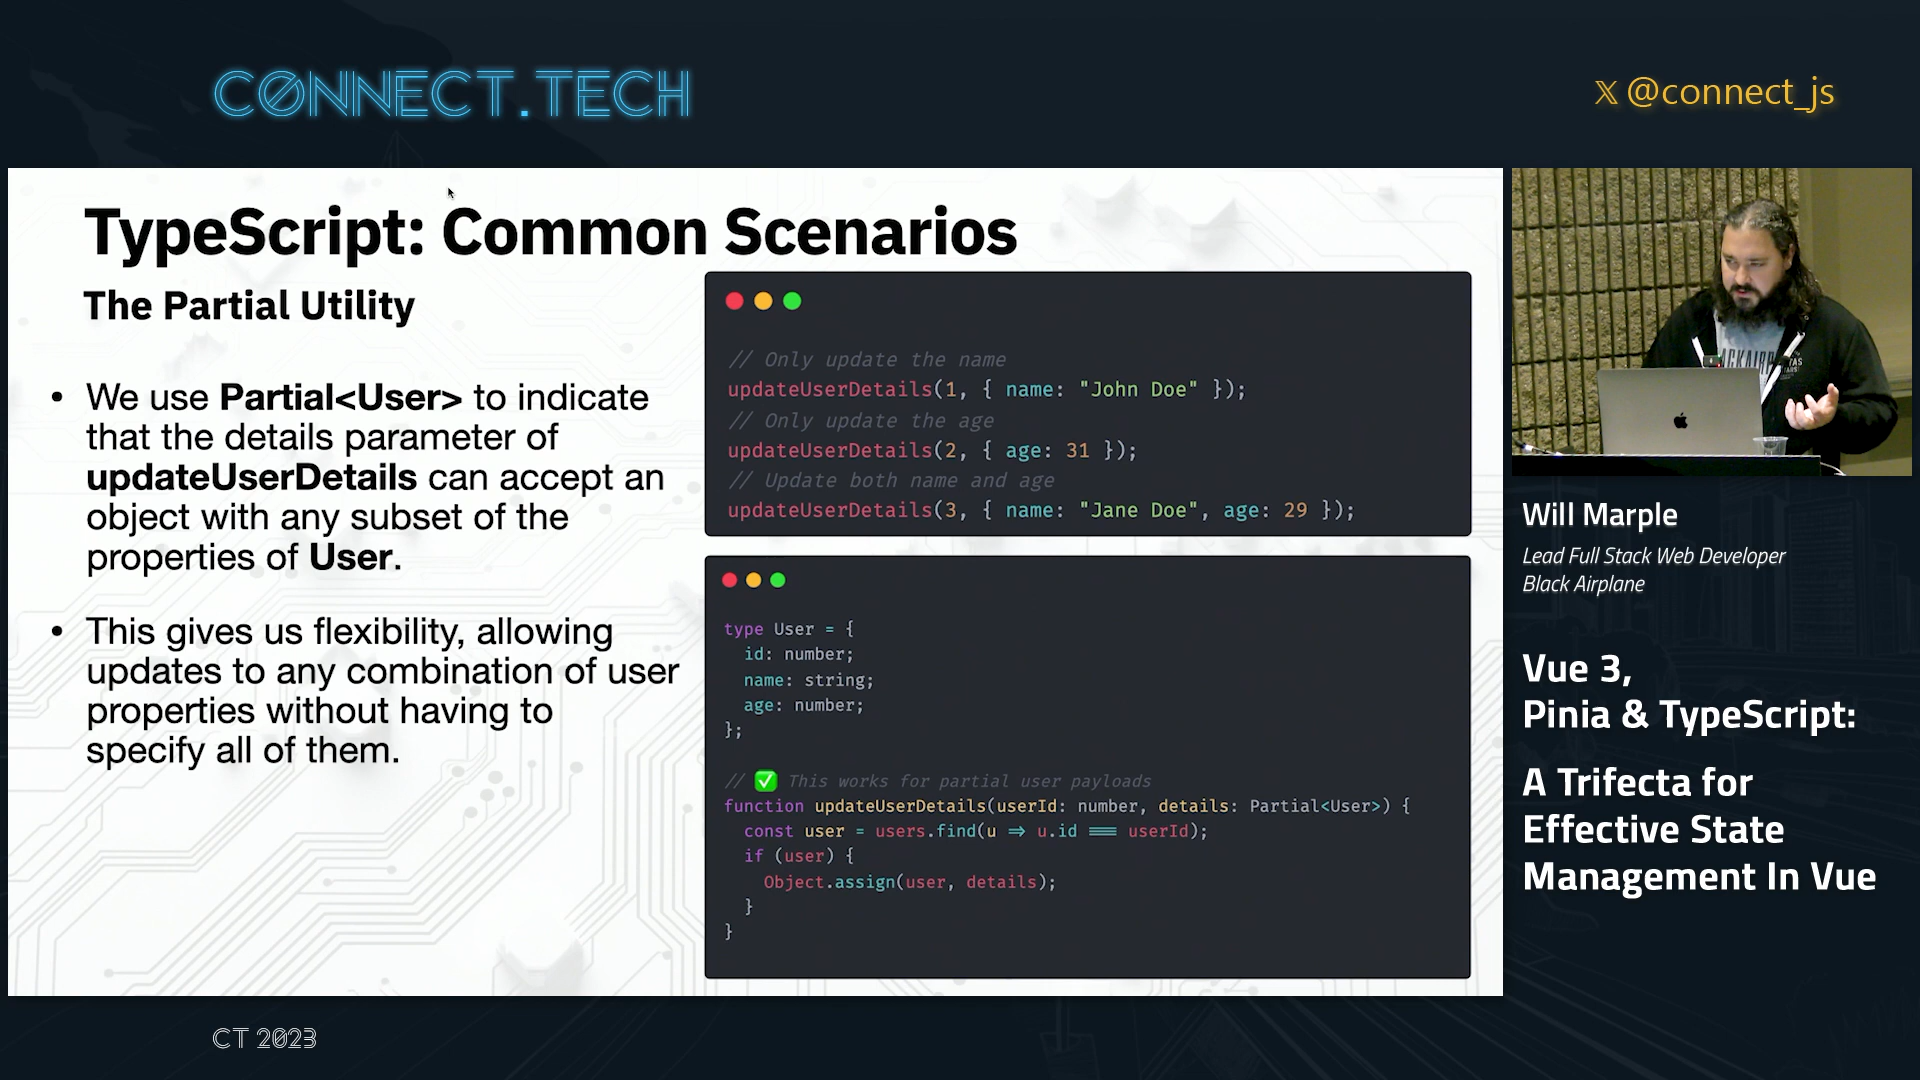 CONNECT.TECH
𝕏 @connect_js
TypeScript: Common Scenarios
The Partial Utility
• We use Partial<User> to indicate
that the details parameter of
updateUserDetails can accept an
object with any subset of the
properties of User.
• This gives us flexibility, allowing
updates to any combination of user
properties without having to
specify all of them.
// Only update the name
updateUserDetails(1, { name: "John Doe" });
// Only update the age
updateUserDetails(2, { age: 31 });
// Update both name and age
updateUserDetails(3, { name: "Jane Doe", age: 29 });
type User = {
id: number;
name: string;
age: number;
};
// ✅ This works for partial user payloads
function updateUserDetails(userId: number, details: Partial<User>) {
const user = users.find(u => u.id === userId);
if (user) {
Object.assign(user, details);
}
}
Will Marple
Lead Full Stack Web Developer
Black Airplane
Vue 3,
Pinia & TypeScript:
A Trifecta for
Effective State
Management In Vue
CT 2023